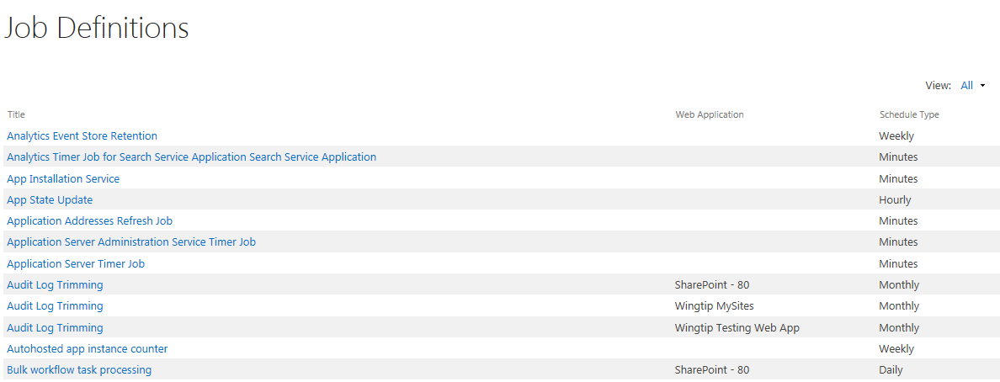 Job Definitions
View: All
Title Web Application Schedule Type
Analytics Event Store Retention Weekly
Analytics Timer Job for Search Service Application Search Service Application Minutes
App Installation Service Minutes
App State Update Hourly
Application Addresses Refresh Job Minutes
Application Server Administration Service Timer Job Minutes
Application Server Timer Job Minutes
Audit Log Trimming SharePoint - 80 Monthly
Audit Log Trimming Wingtip MySites Monthly
Audit Log Trimming Wingtip Testing Web App Monthly
Autohosted app instance counter Weekly
Bulk workflow task processing SharePoint - 80 Daily